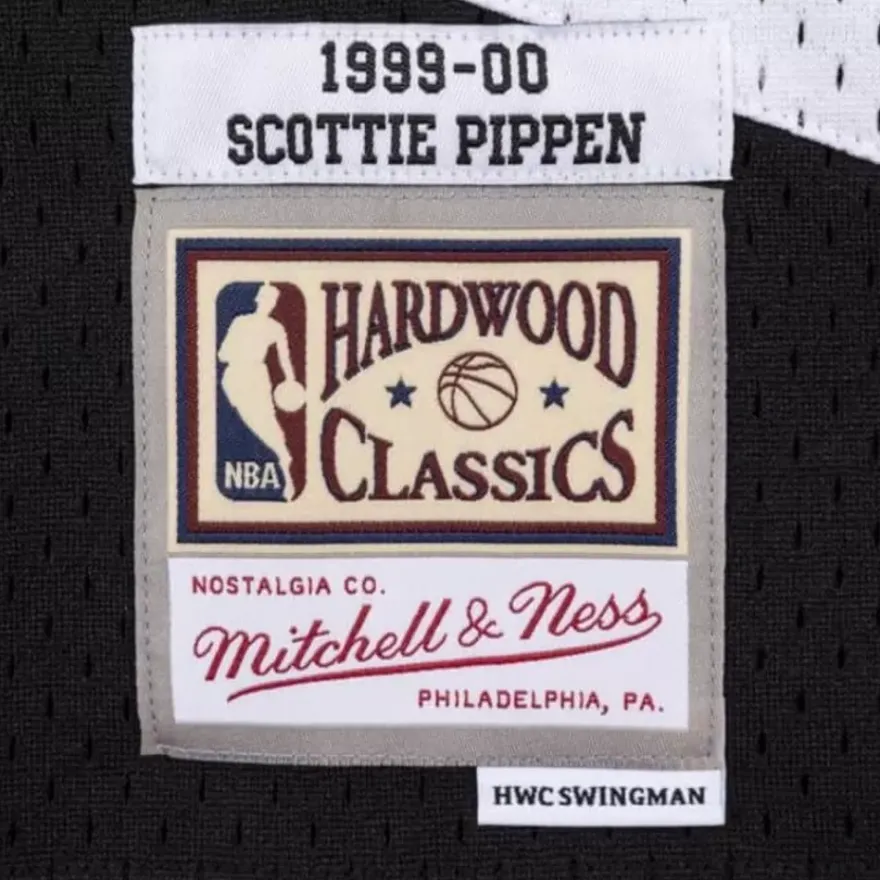 1999-00
SCOTTIE PIPPEN
HARDWOOD
CLASSICS
NBA
NOSTALGIA CO.
Mitchell & Ness
PHILADELPHIA, PA.
HWC SWINGMAN